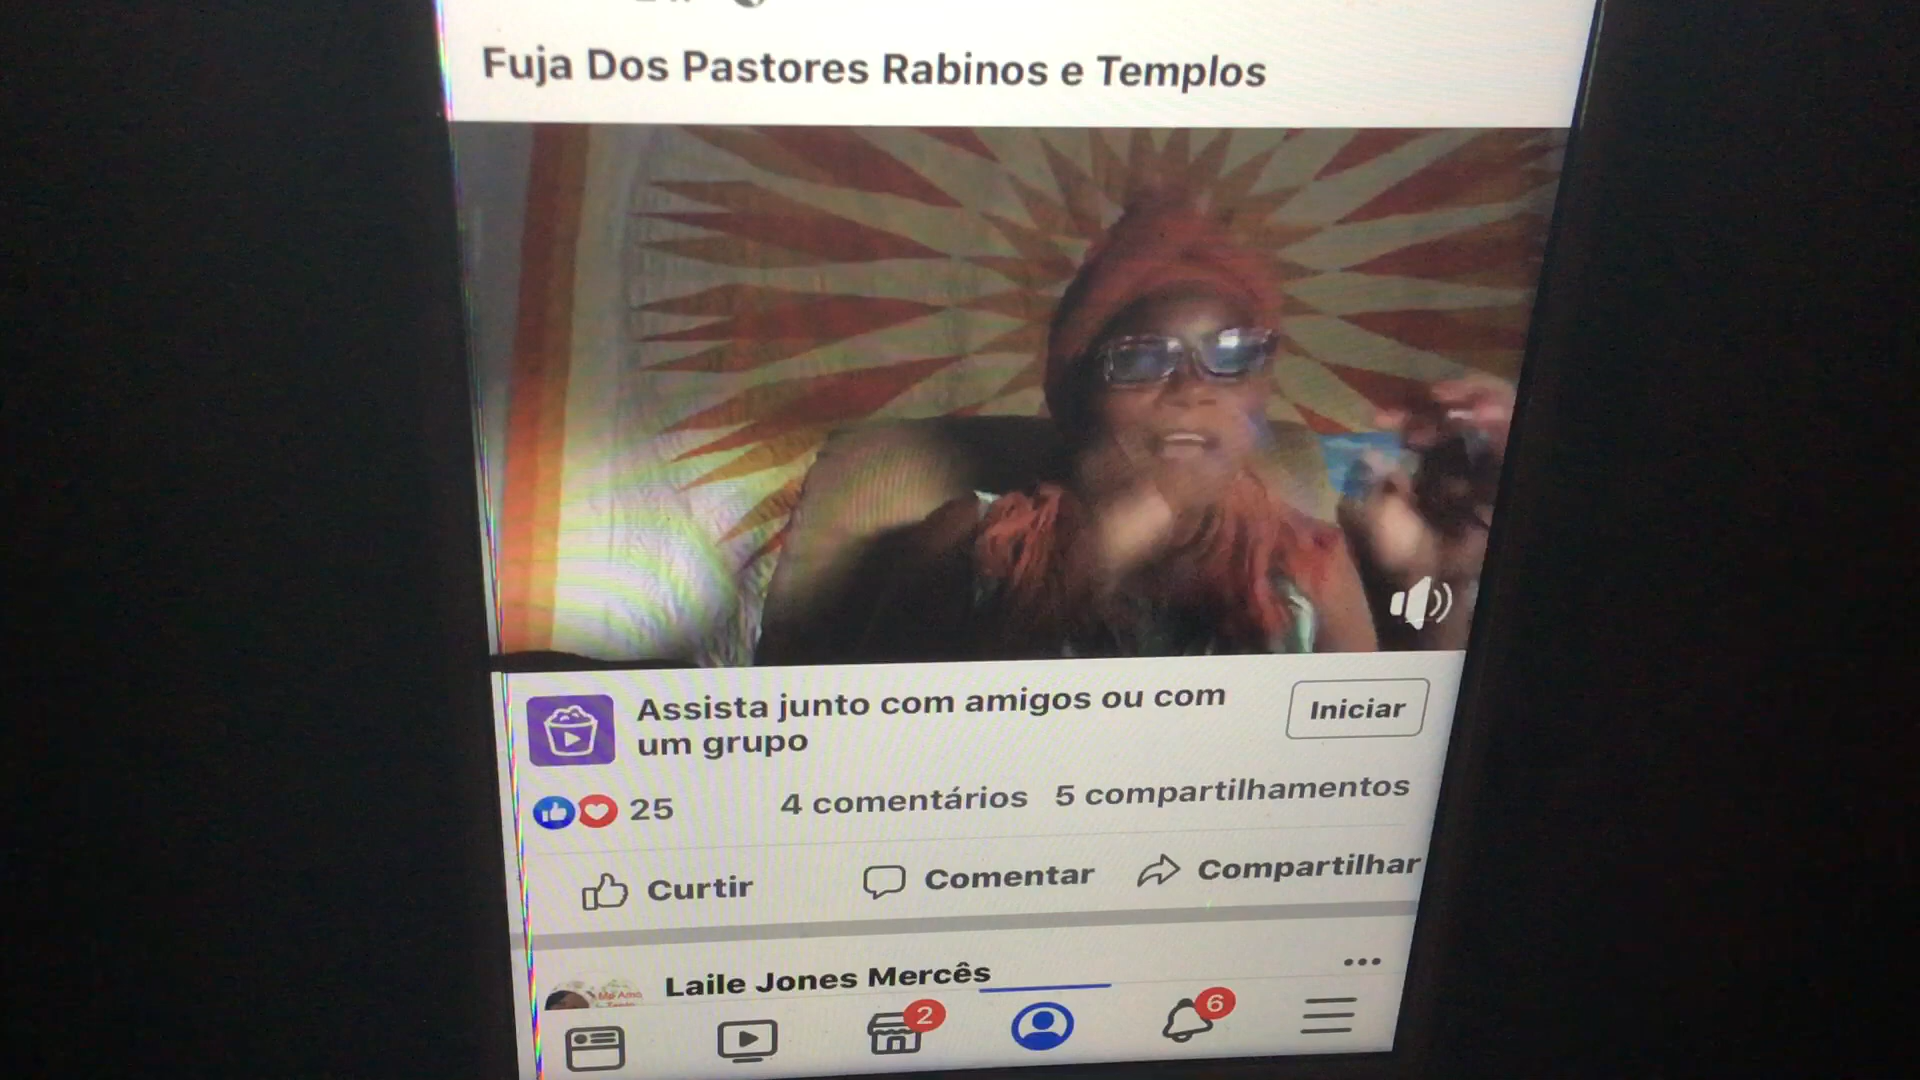 Fuja Dos Pastores Rabinos e Templos
Assista junto com amigos ou com
um grupo
Iniciar
25
4 comentários
5 compartilhamentos
Curtir
Comentar
Compartilhar
Laile Jones Mercês
2
6